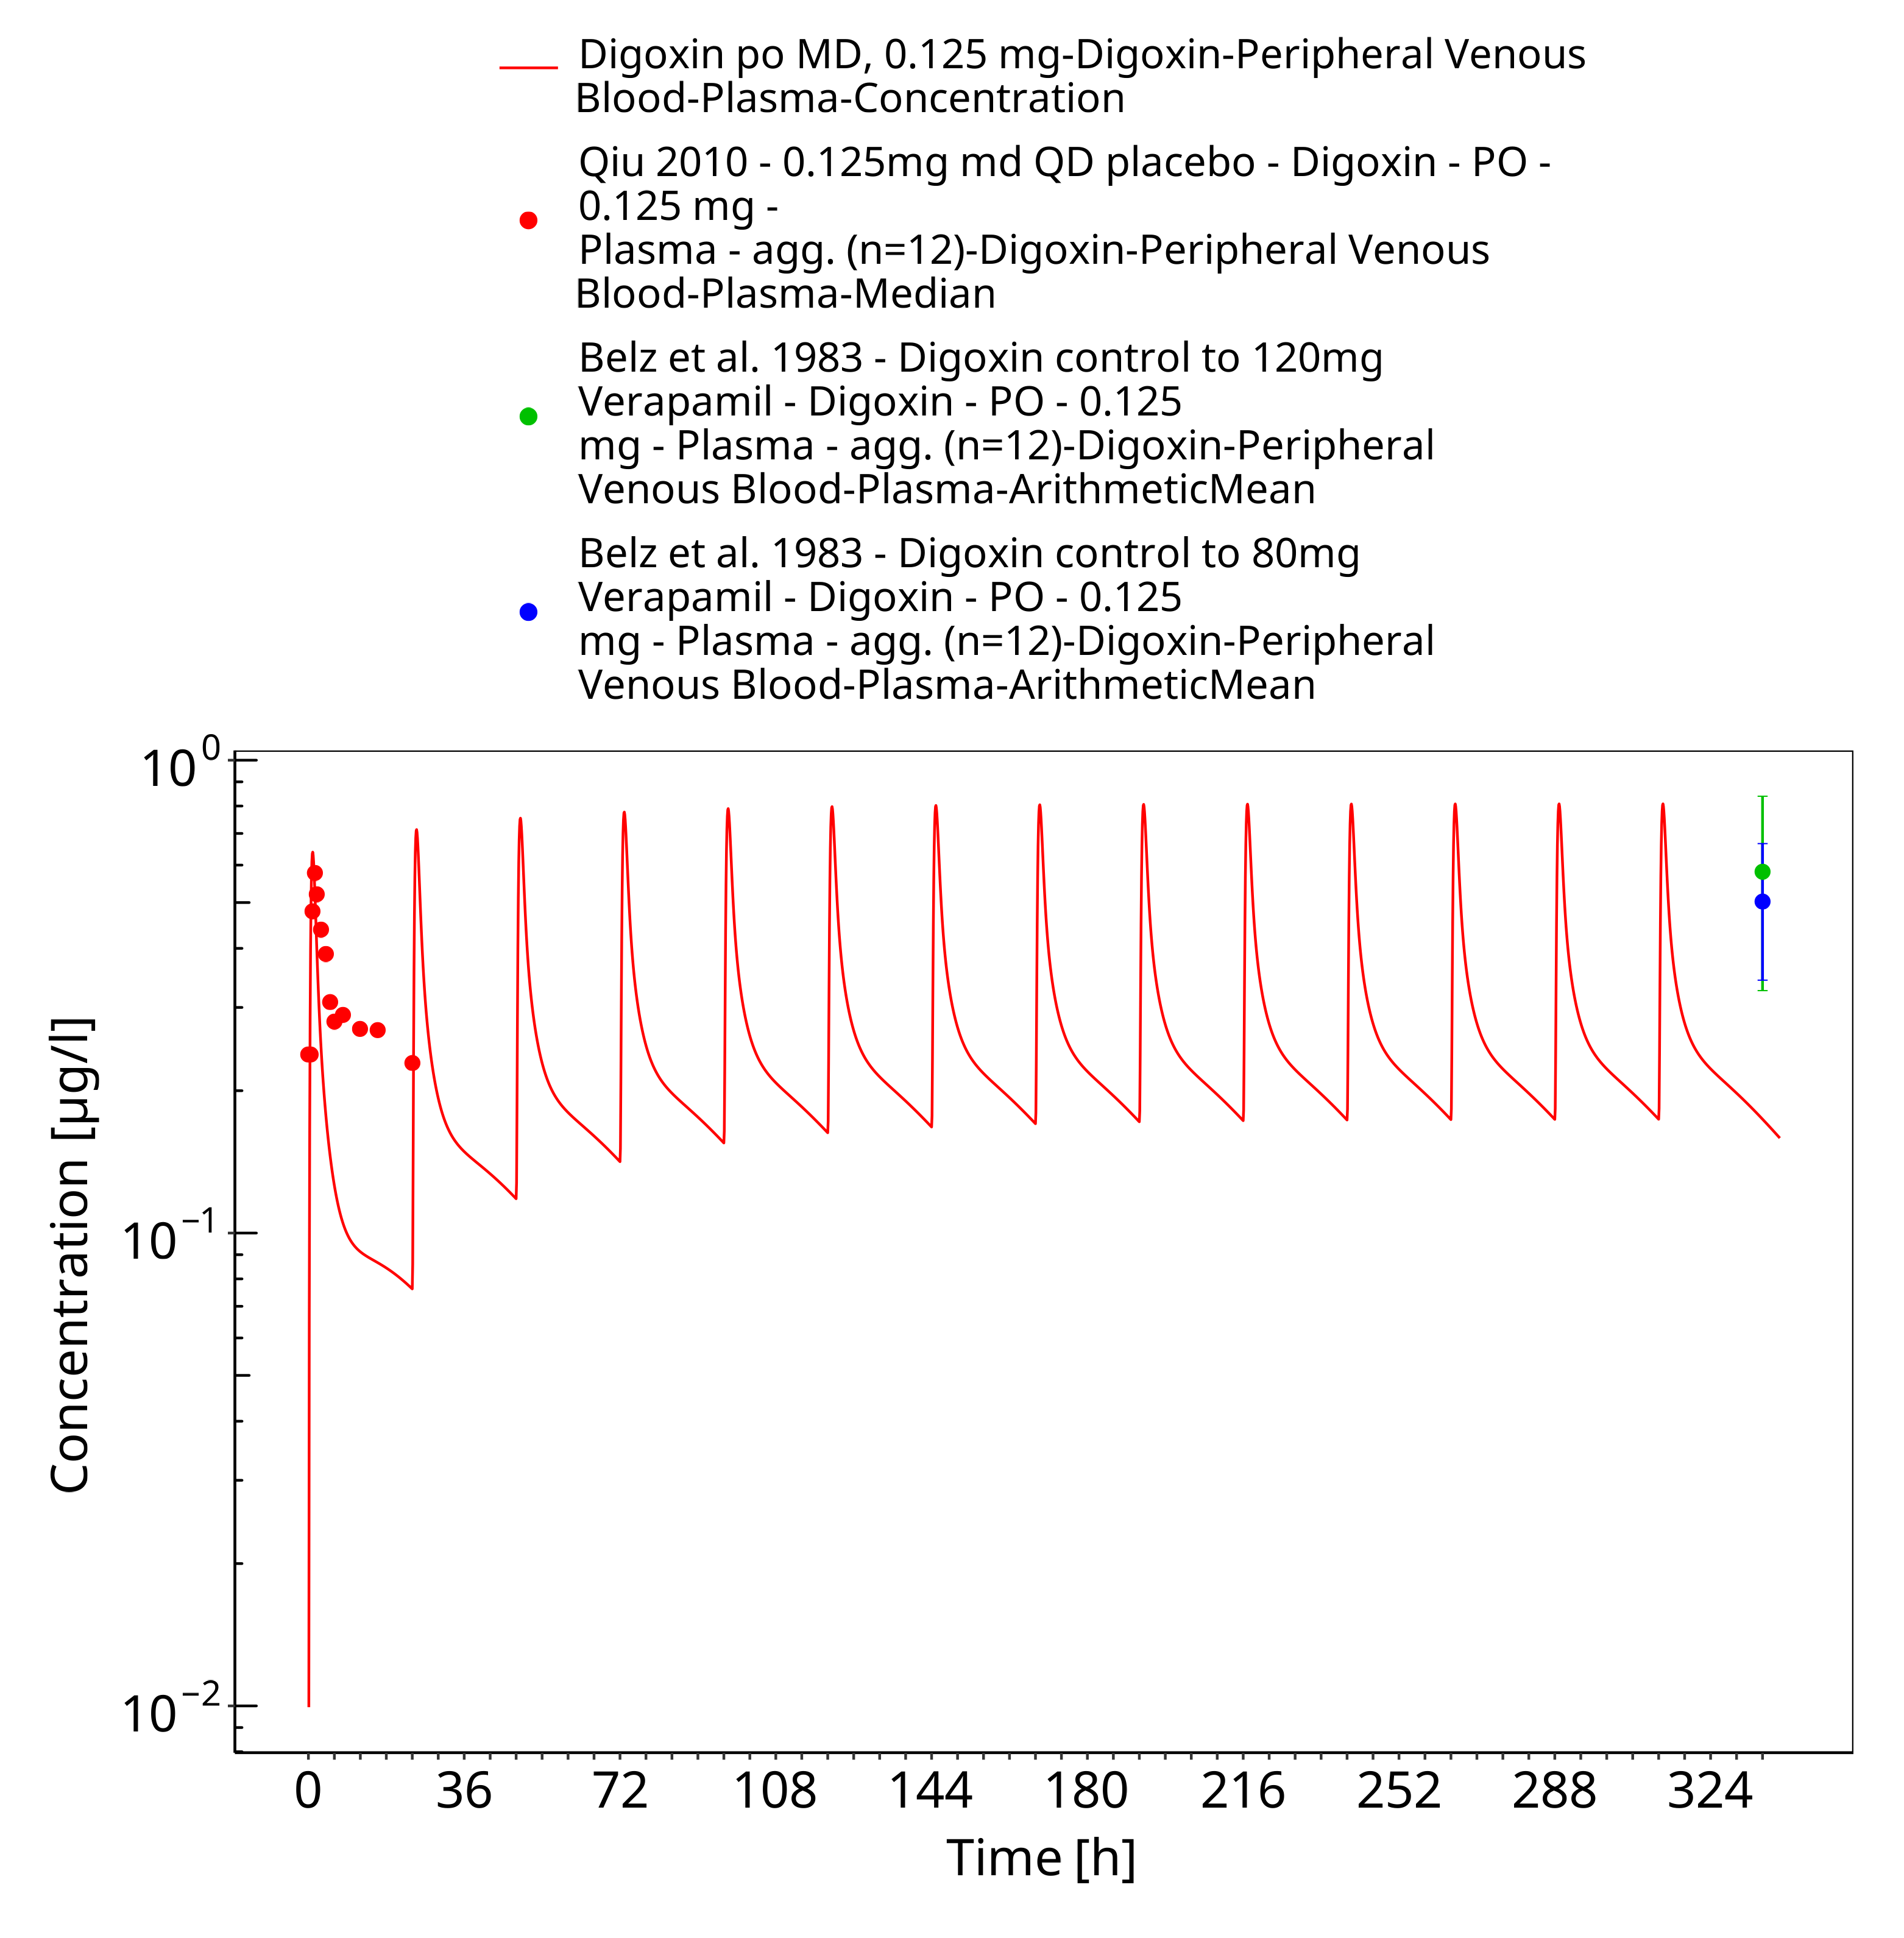 Digoxin po MD, 0.125 mg-Digoxin-Peripheral Venous
Blood-Plasma-Concentration
Qiu 2010 - 0.125mg md QD placebo - Digoxin - PO -
0.125 mg -
Plasma - agg. (n=12)-Digoxin-Peripheral Venous
Blood-Plasma-Median
Belz et al. 1983 - Digoxin control to 120mg
Verapamil - Digoxin - PO - 0.125
mg - Plasma - agg. (n=12)-Digoxin-Peripheral
Venous Blood-Plasma-ArithmeticMean
Belz et al. 1983 - Digoxin control to 80mg
Verapamil - Digoxin - PO - 0.125
mg - Plasma - agg. (n=12)-Digoxin-Peripheral
Venous Blood-Plasma-ArithmeticMean
10⁰
10⁻¹
10⁻²
Concentration [µg/l]
0 36 72 108 144 180 216 252 288 324
Time [h]